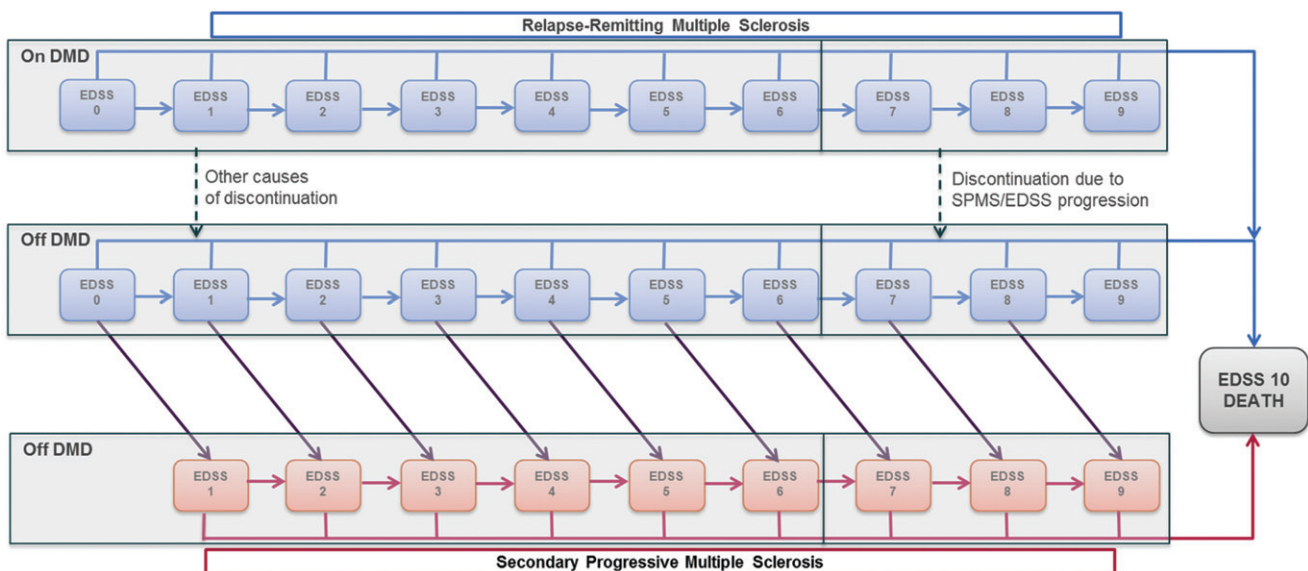 Relapse-Remitting Multiple Sclerosis
On DMD
EDSS
0
EDSS
1
EDSS
2
EDSS
3
EDSS
4
EDSS
5
EDSS
6
EDSS
7
EDSS
8
EDSS
9
Other causes
of discontinuation
Discontinuation due to
SPMS/EDSS progression
Off DMD
EDSS
0
EDSS
1
EDSS
2
EDSS
3
EDSS
4
EDSS
5
EDSS
6
EDSS
7
EDSS
8
EDSS
9
EDSS 10
DEATH
Off DMD
EDSS
1
EDSS
2
EDSS
3
EDSS
4
EDSS
5
EDSS
6
EDSS
7
EDSS
8
EDSS
9
Secondary Progressive Multiple Sclerosis